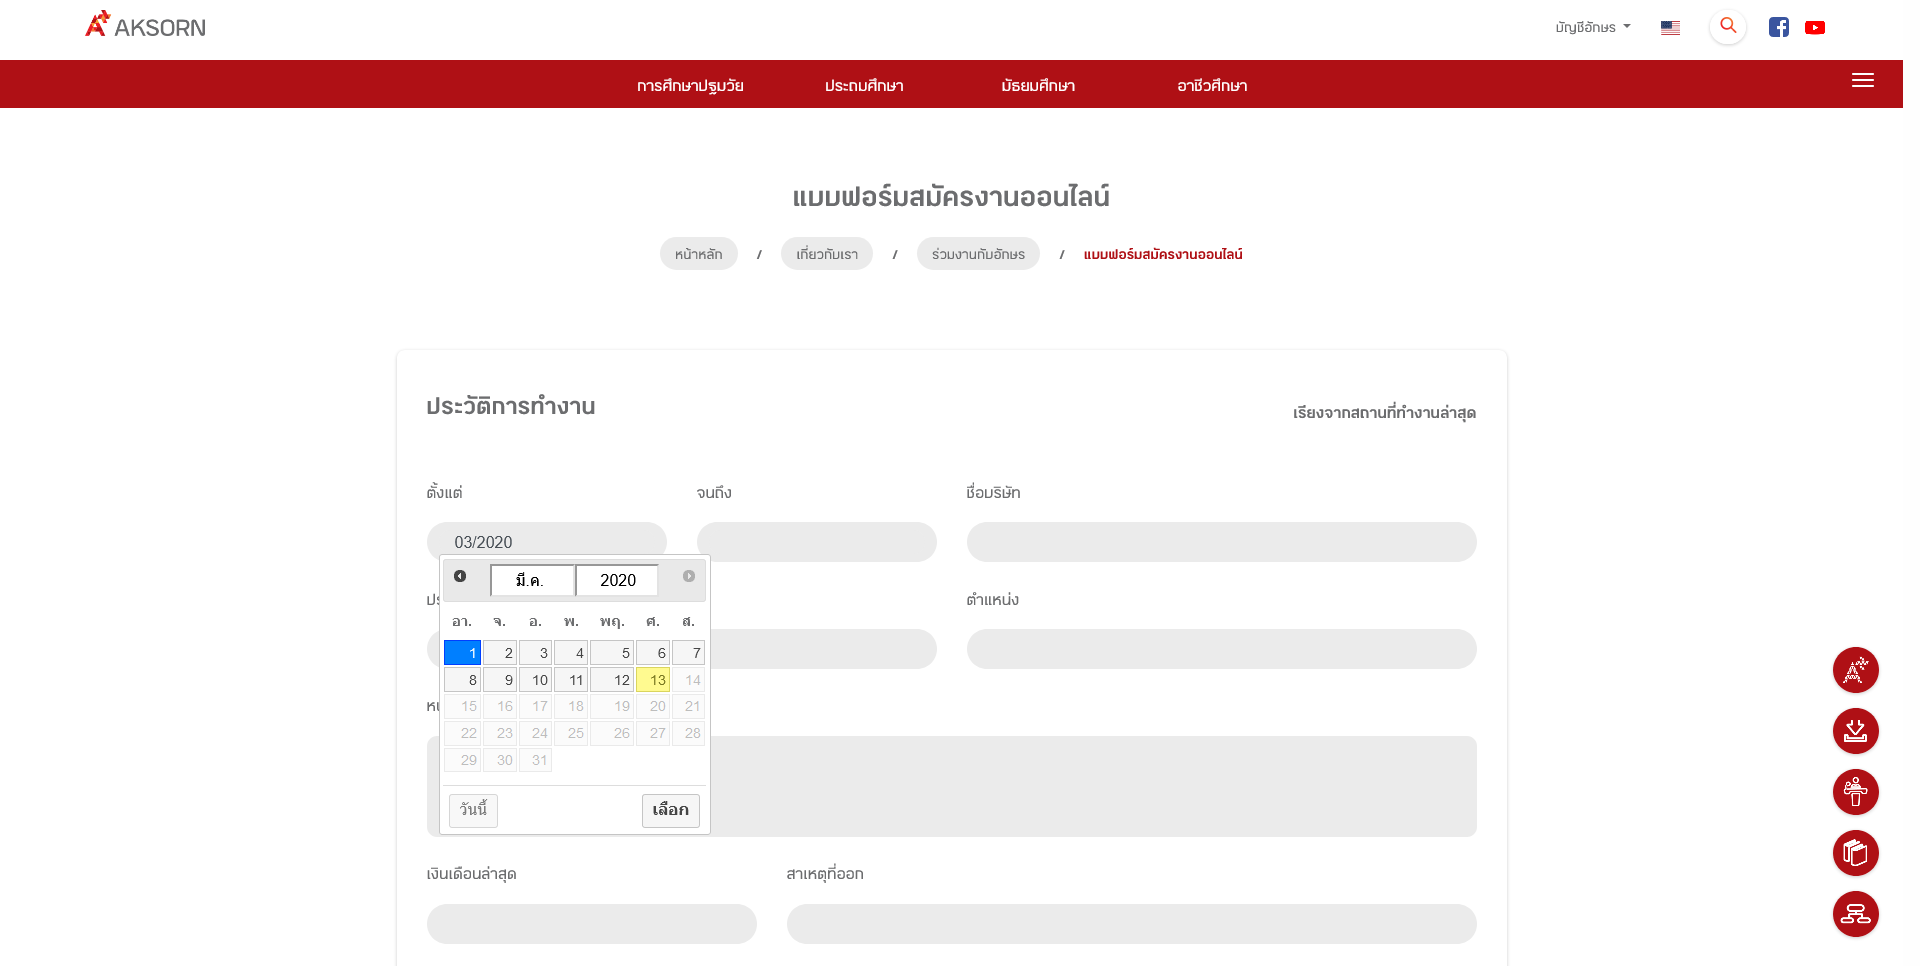 AKSORN
บัญชีอักษร
การศึกษาปฐมวัย ประถมศึกษา มัธยมศึกษา อาชีวศึกษา
แบบฟอร์มสมัครงานออนไลน์
หน้าหลัก / เกี่ยวกับเรา / ร่วมงานกับอักษร / แบบฟอร์มสมัครงานออนไลน์
ประวัติการทำงาน
เรียงจากสถานที่ทำงานล่าสุด
ตั้งแต่ จนถึง ชื่อบริษัท
03/2020
มี.ค. 2020
ตำแหน่ง
อา. จ. อ. พ. พฤ. ศ. ส.
1 2 3 4 5 6 7
8 9 10 11 12 13 14
15 16 17 18 19 20 21
22 23 24 25 26 27 28
29 30 31
วันนี้ เลือก
เงินเดือนล่าสุด สาเหตุที่ออก